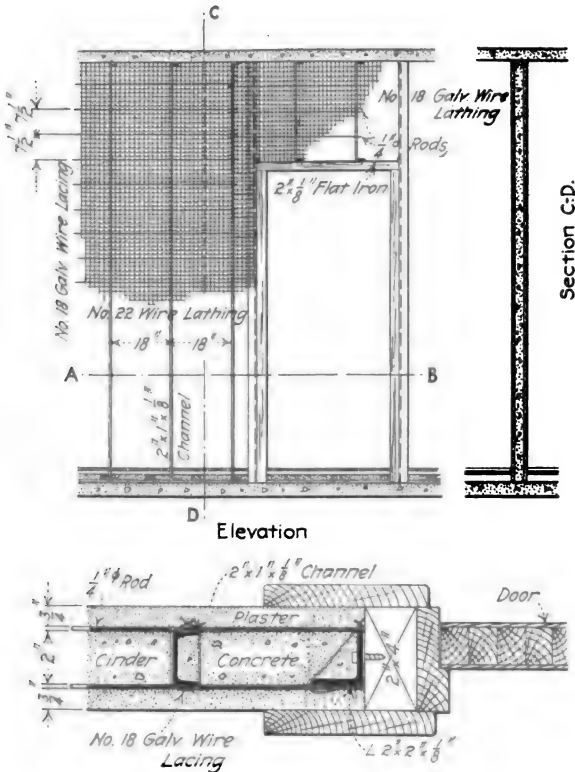 C
No 18 Galv. Wire
Lathing
1/4"ø Rods
7 1/2" 7 1/2"
2"x 1/8" Flat Iron
No. 18 Galv Wire Lacing
No. 22 Wire Lathing
18" 18"
A B
2"x 1"x 1/8"
Channel
D
Section C.D.
Elevation
1/4"ø Rod
2"x 1"x 1/8" Channel
Door
3/4"
Plaster
2"
Cinder Concrete
2"x 4"
3/4"
No. 18 Galv Wire
Lacing
L 2"x 2"x 1/8"